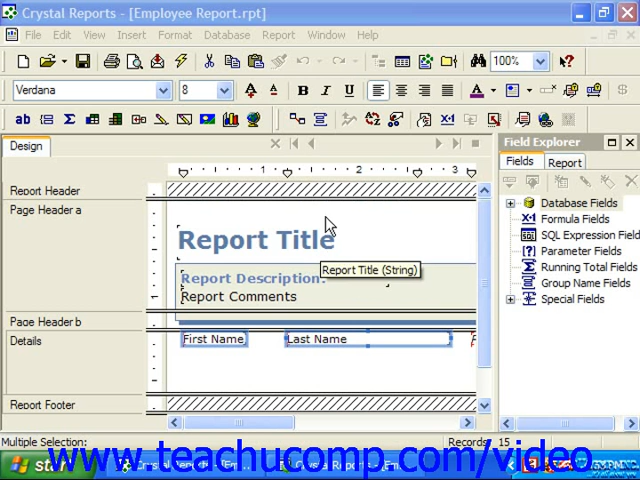 Crystal Reports - [Employee Report.rpt]
File Edit View Insert Format Database Report Window Help
100%
Verdana 8
B I U
Design
Field Explorer
Fields Report
Report Header
Page Header a
Report Title
Report Title (String)
Report Description:
Report Comments
Page Header b
Details
First Name
Last Name
Report Footer
Database Fields
Formula Fields
SQL Expression Field
Parameter Fields
Running Total Fields
Group Name Fields
Special Fields
Multiple Selection:
Records: 15
start
www.teachucomp.com/video